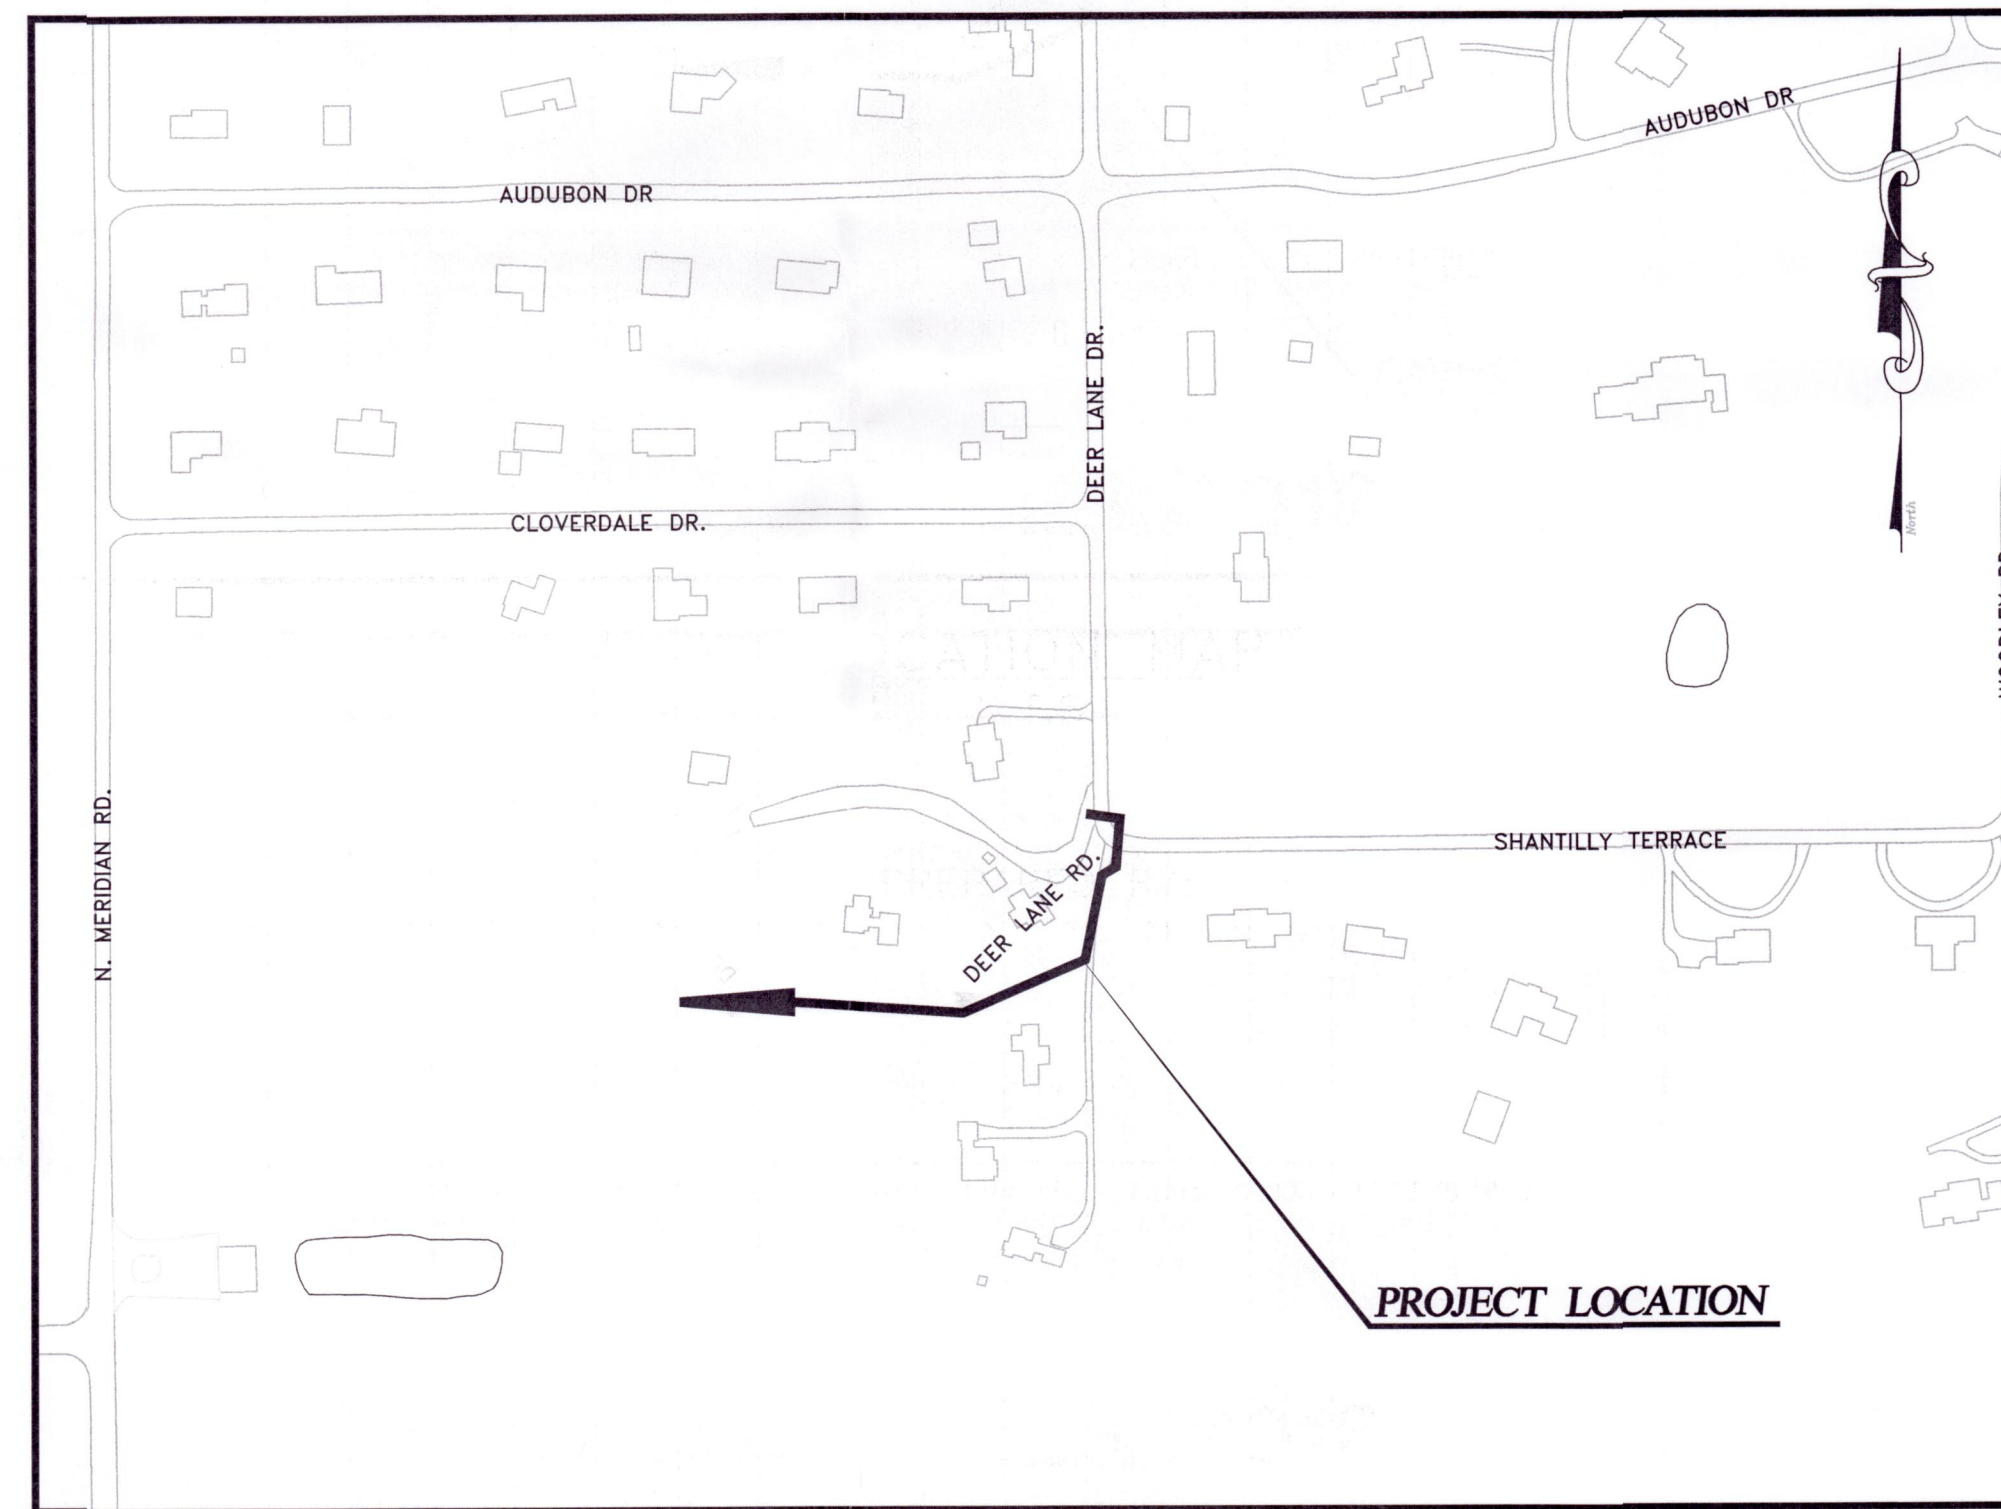 AUDUBON DR
AUDUBON DR
North
DEER LANE DR.
CLOVERDALE DR.
N. MERIDIAN RD.
SHANTILLY TERRACE
DEER LANE RD.
PROJECT LOCATION